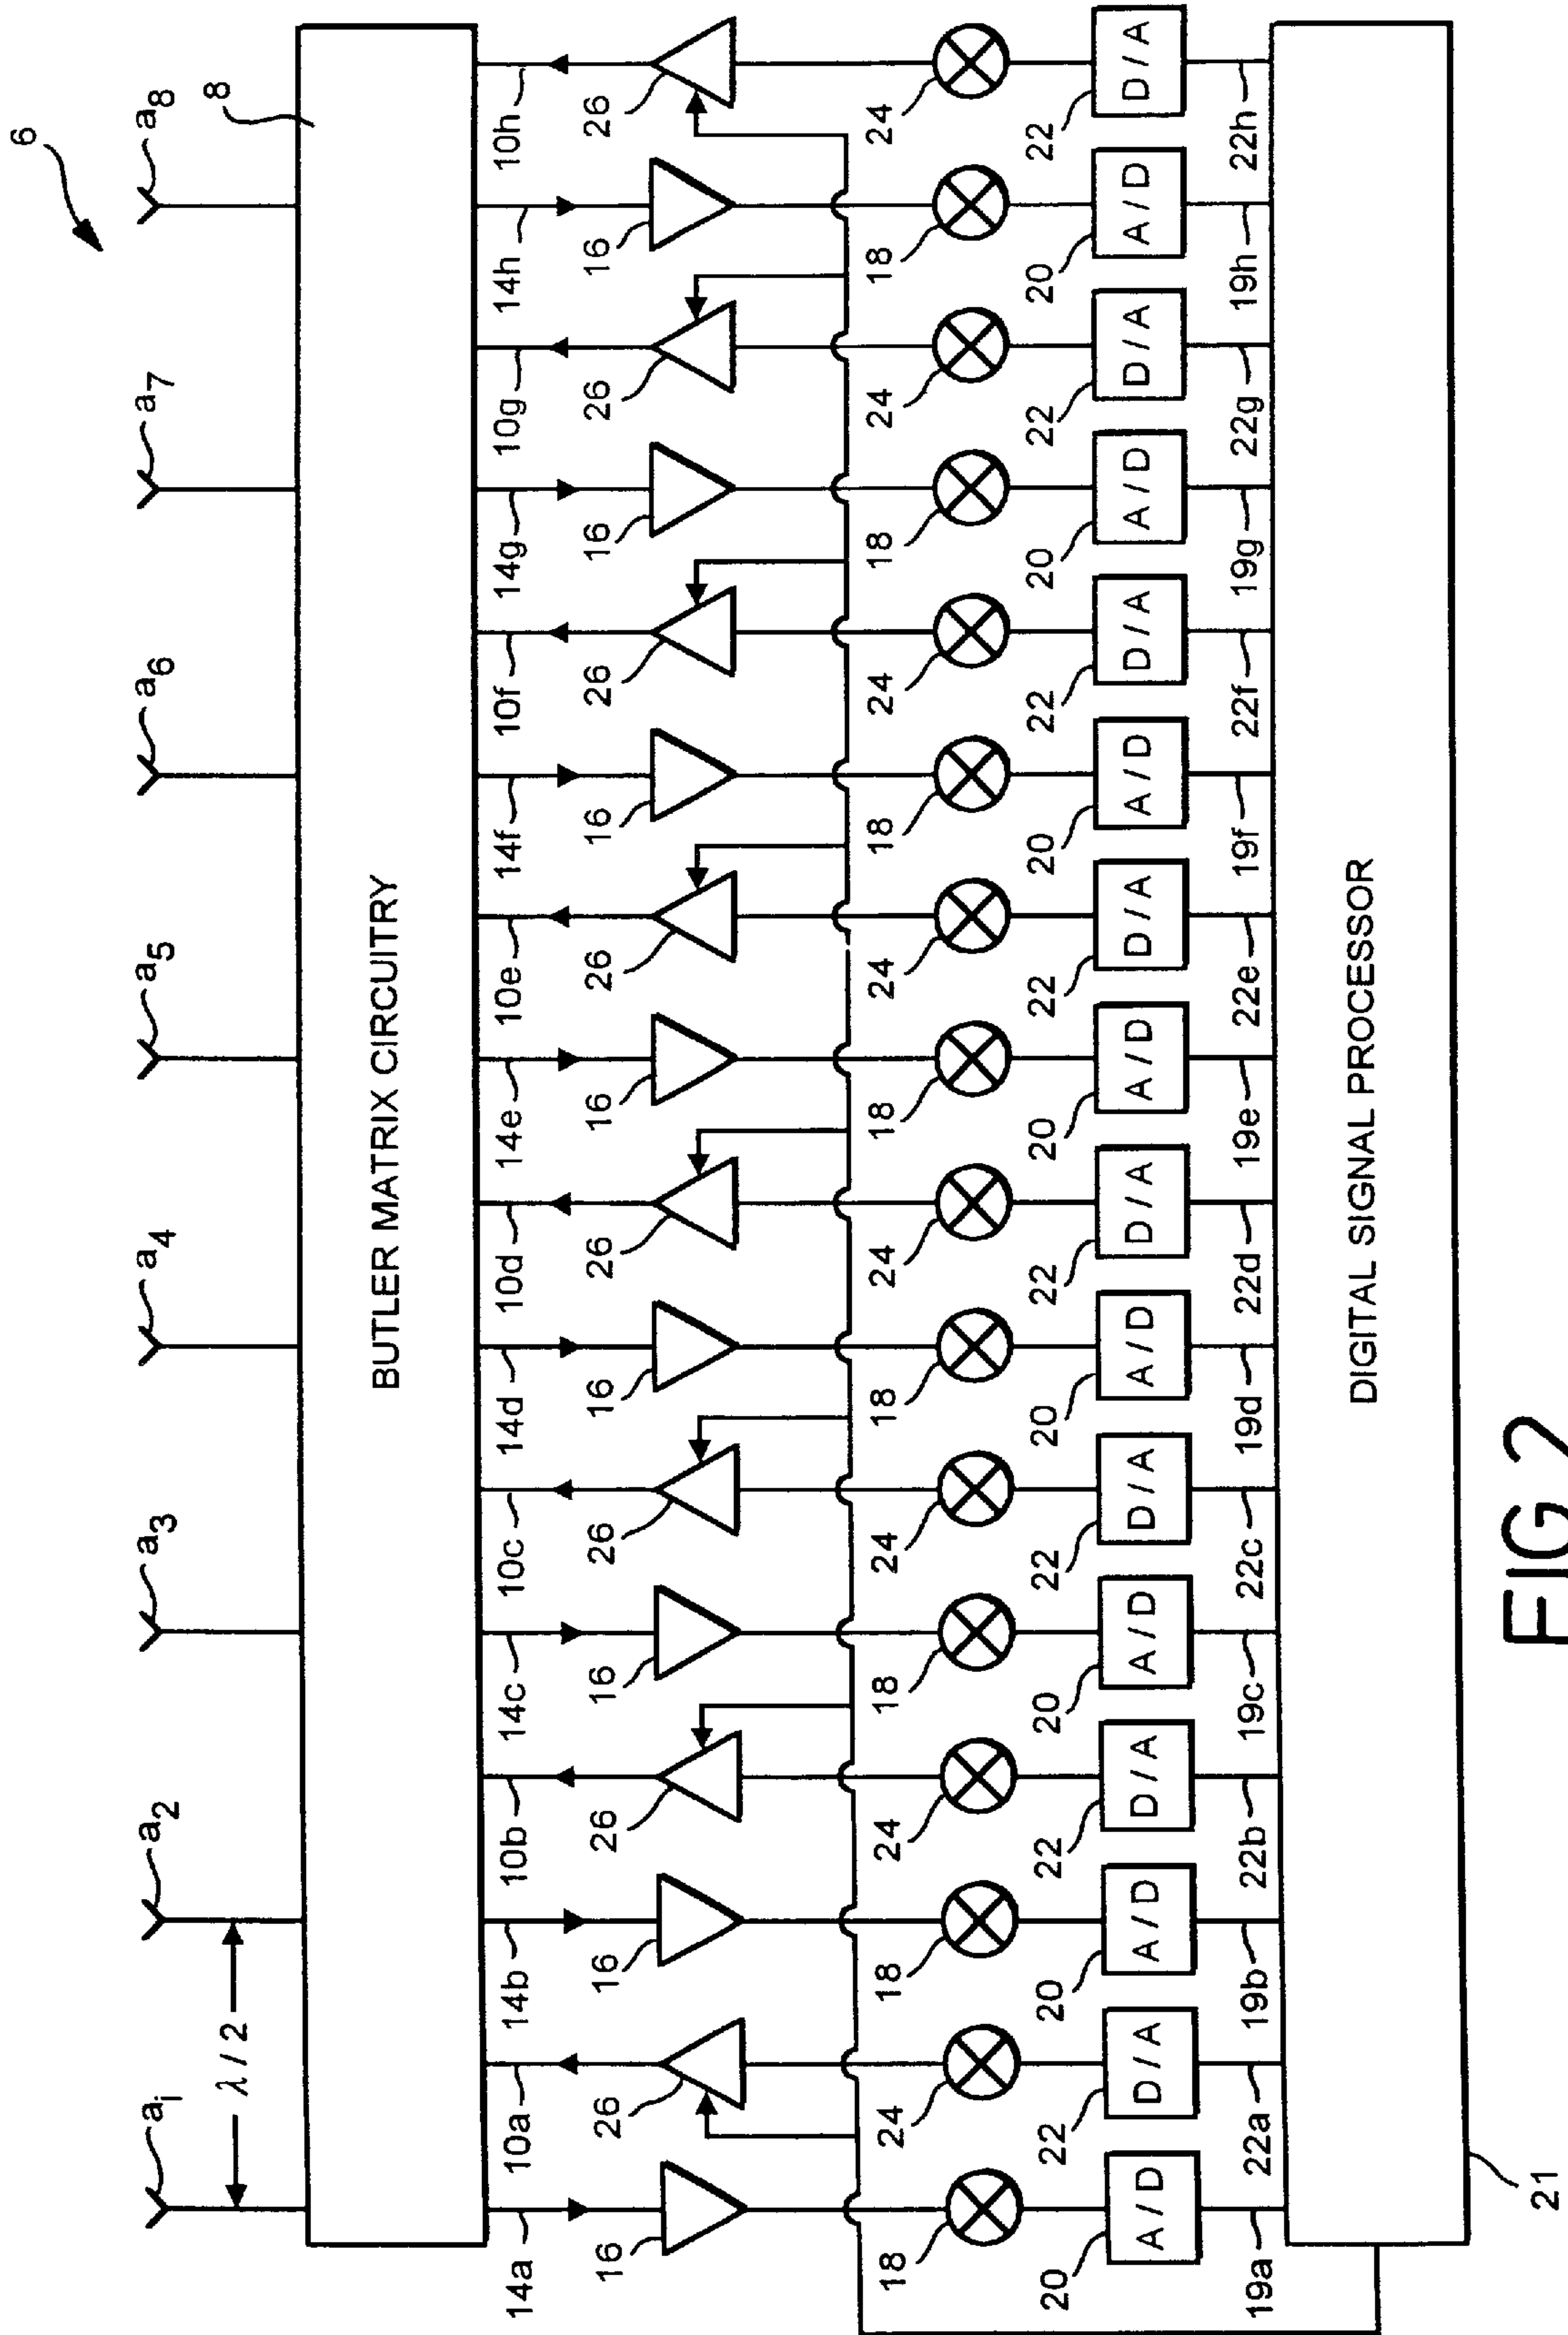 6
a1 a2 a3 a4 a5 a6 a7 a8
λ/2
8
BUTLER MATRIX CIRCUITRY
14a 10a 14b 10b 14c 10c 14d 10d 14e 10e 14f 10f 14g 10g 14h 10h
16 26 16 26 16 26 16 26 16 26 16 26 16 26 16 26
18 24 18 24 18 24 18 24 18 24 18 24 18 24 18 24
20 22 20 22 20 22 20 22 20 22 20 22 20 22 20 22
A/D D/A A/D D/A A/D D/A A/D D/A A/D D/A A/D D/A A/D D/A A/D D/A
19a 22a 19b 22b 19c 22c 19d 22d 19e 22e 19f 22f 19g 22g 19h 22h
DIGITAL SIGNAL PROCESSOR
21
FIG 2